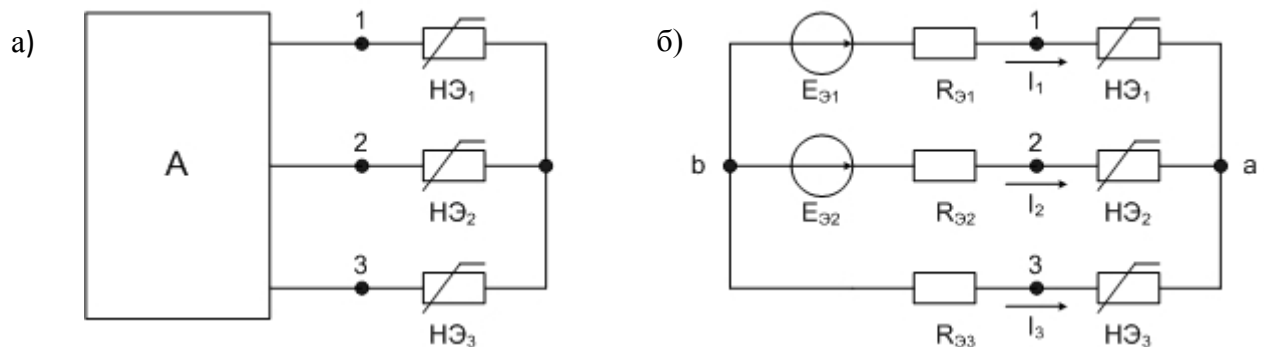 а)
А
1
НЭ₁
2
НЭ₂
3
НЭ₃
б)
b
Eэ1
Rэ1
1
I₁
НЭ₁
Eэ2
Rэ2
2
I₂
НЭ₂
a
Rэ3
3
I₃
НЭ₃